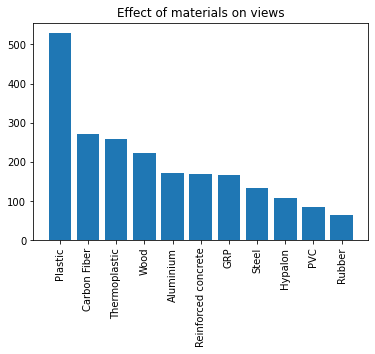 Effect of materials on views
500
400
300
200
100
0
Plastic
Carbon Fiber
Thermoplastic
Wood
Aluminium
Reinforced concrete
GRP
Steel
Hypalon
PVC
Rubber